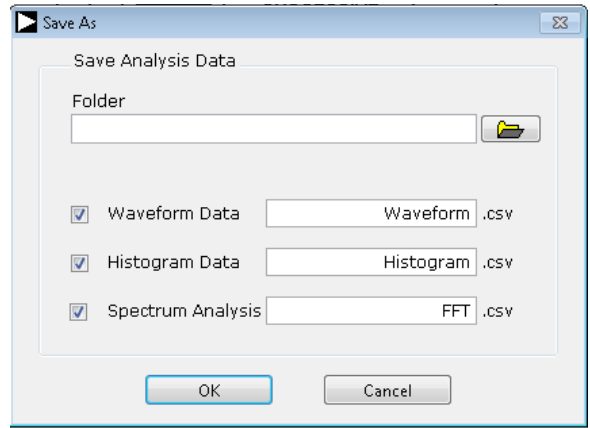 Save As
Save Analysis Data
Folder
Waveform Data Waveform .csv
Histogram Data Histogram .csv
Spectrum Analysis FFT .csv
OK Cancel